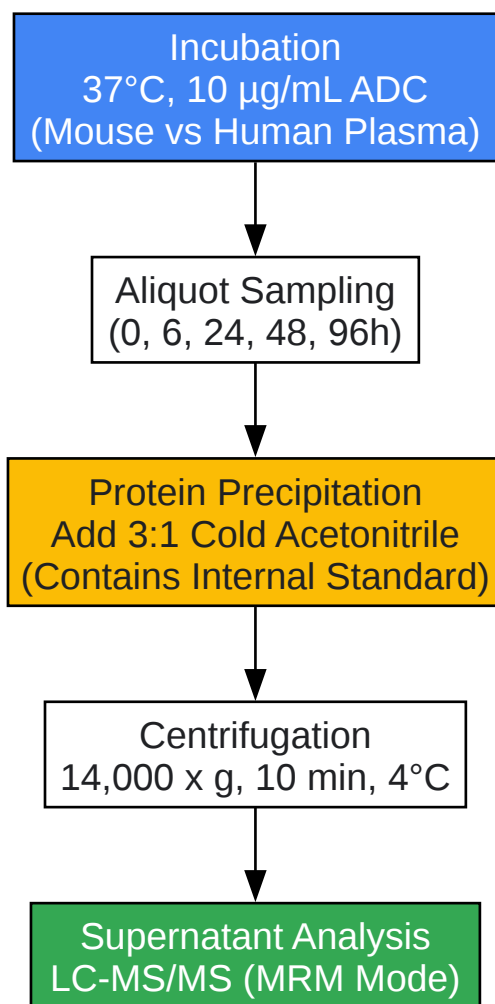 Incubation
37°C, 10 µg/mL ADC
(Mouse vs Human Plasma)
Aliquot Sampling
(0, 6, 24, 48, 96h)
Protein Precipitation
Add 3:1 Cold Acetonitrile
(Contains Internal Standard)
Centrifugation
14,000 x g, 10 min, 4°C
Supernatant Analysis
LC-MS/MS (MRM Mode)